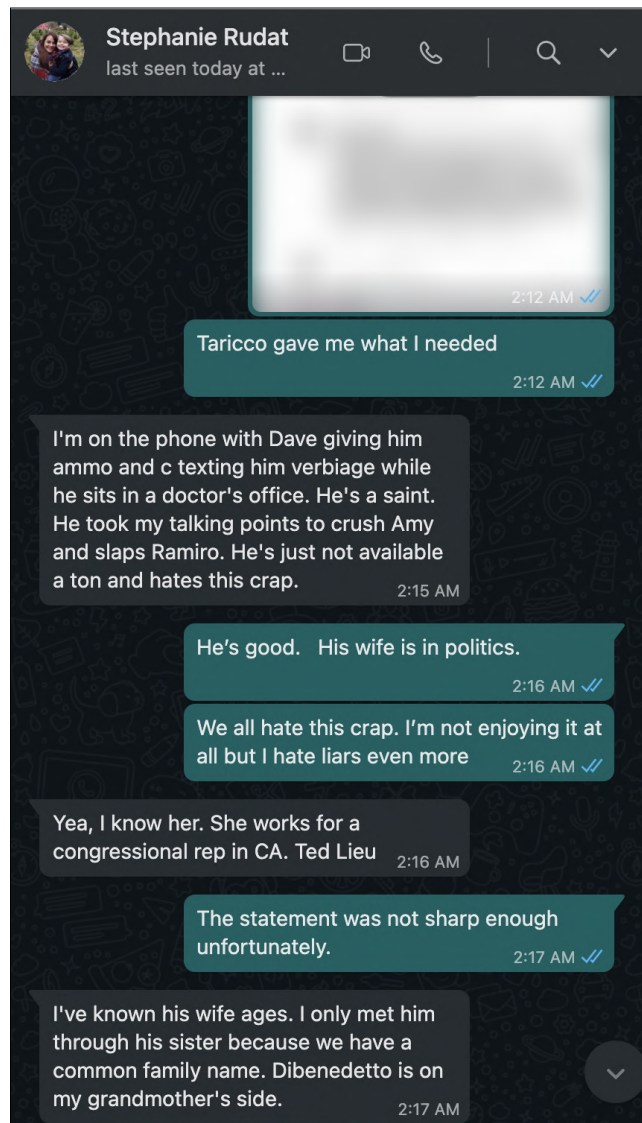 Stephanie Rudat
last seen today at ...
2:12 AM
Taricco gave me what I needed
2:12 AM
I'm on the phone with Dave giving him
ammo and c texting him verbiage while
he sits in a doctor's office. He's a saint.
He took my talking points to crush Amy
and slaps Ramiro. He's just not available
a ton and hates this crap.
2:15 AM
He's good.   His wife is in politics.
2:16 AM
We all hate this crap. I'm not enjoying it at
all but I hate liars even more
2:16 AM
Yea, I know her. She works for a
congressional rep in CA. Ted Lieu
2:16 AM
The statement was not sharp enough
unfortunately.
2:17 AM
I've known his wife ages. I only met him
through his sister because we have a
common family name. Dibenedetto is on
my grandmother's side.
2:17 AM